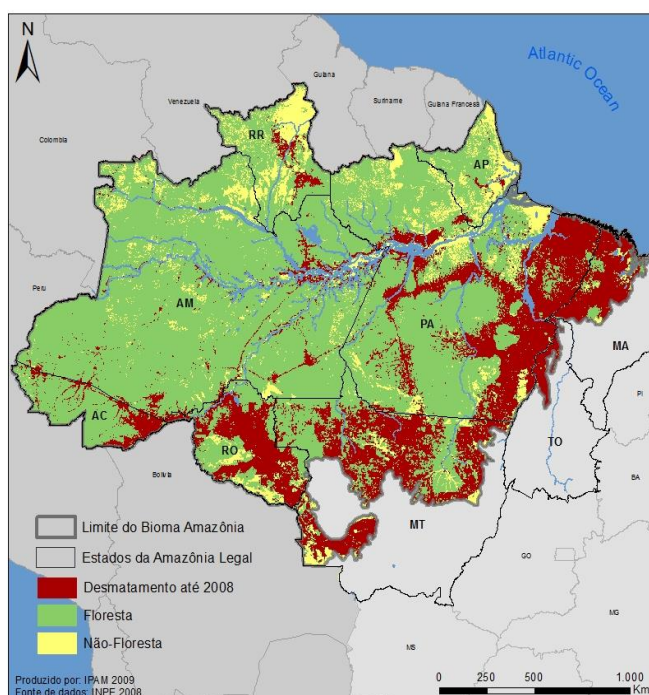 N
Atlantic Ocean
Guiana
Venezuela
Suriname
Guiana Francesa
Colombia
RR
AP
Peru
AM
PA
MA
PI
AC
TO
Bolivia
RO
BA
MT
GO
MG
MS
Limite do Bioma Amazônia
Estados da Amazônia Legal
Desmatamento até 2008
Floresta
Não-Floresta
Produzido por: IPAM 2009
Fonte de dados: INPE 2008
0 250 500 1.000
Km